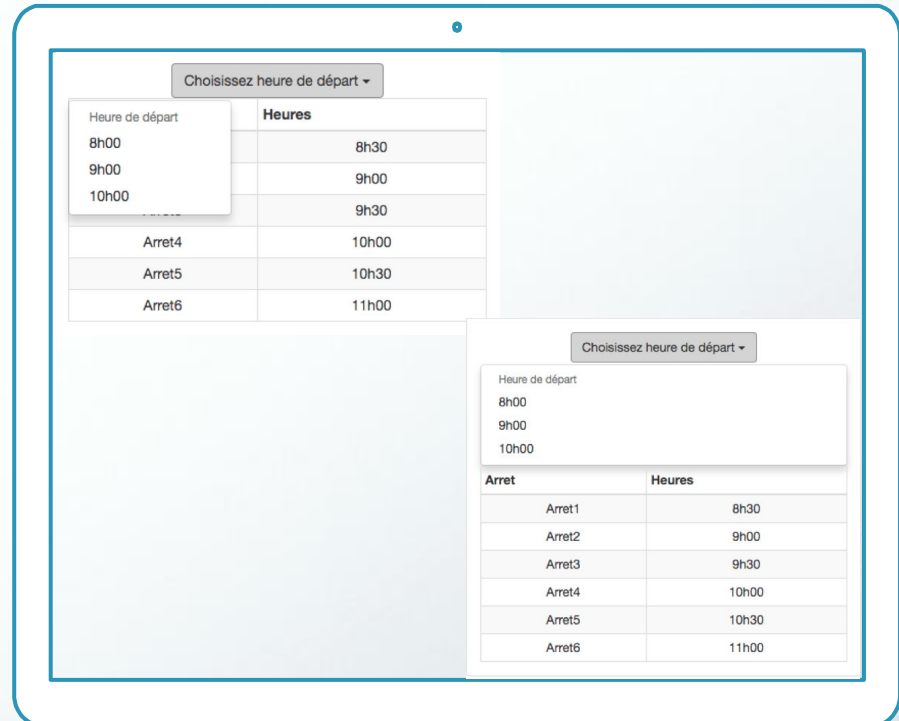 Choisissez heure de départ
Heure de départ
8h00
9h00
10h00
Heures
8h30
9h00
9h30
Arret4 10h00
Arret5 10h30
Arret6 11h00
Choisissez heure de départ
Heure de départ
8h00
9h00
10h00
Arret Heures
Arret1 8h30
Arret2 9h00
Arret3 9h30
Arret4 10h00
Arret5 10h30
Arret6 11h00